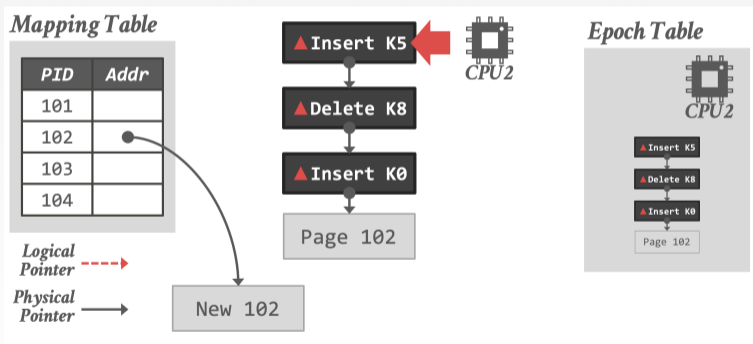 Mapping Table
PID Addr
101
102
103
104
Logical
Pointer
Physical
Pointer
▲Insert K5
▲Delete K8
▲Insert K0
Page 102
New 102
CPU2
Epoch Table
CPU2
▲Insert K5
▲Delete K8
▲Insert K0
Page 102